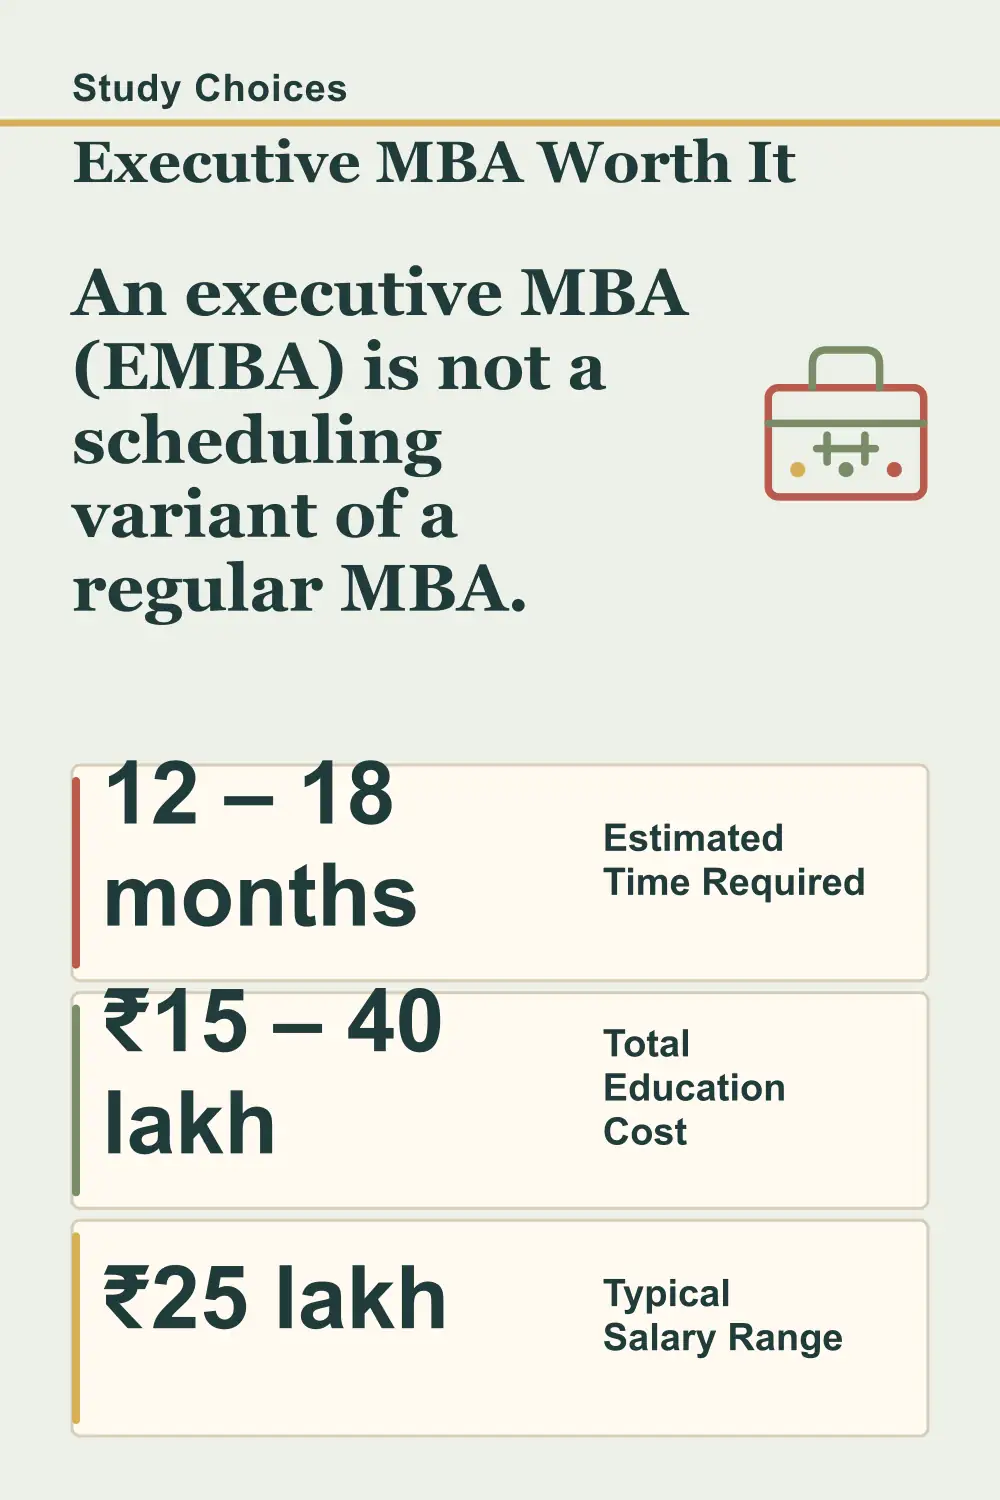 Study Choices
Executive MBA Worth It
An executive MBA
(EMBA) is not a
scheduling
variant of a
regular MBA.
12 – 18
months
Estimated
Time Required
₹15 – 40
lakh
Total
Education
Cost
₹25 lakh
Typical
Salary Range